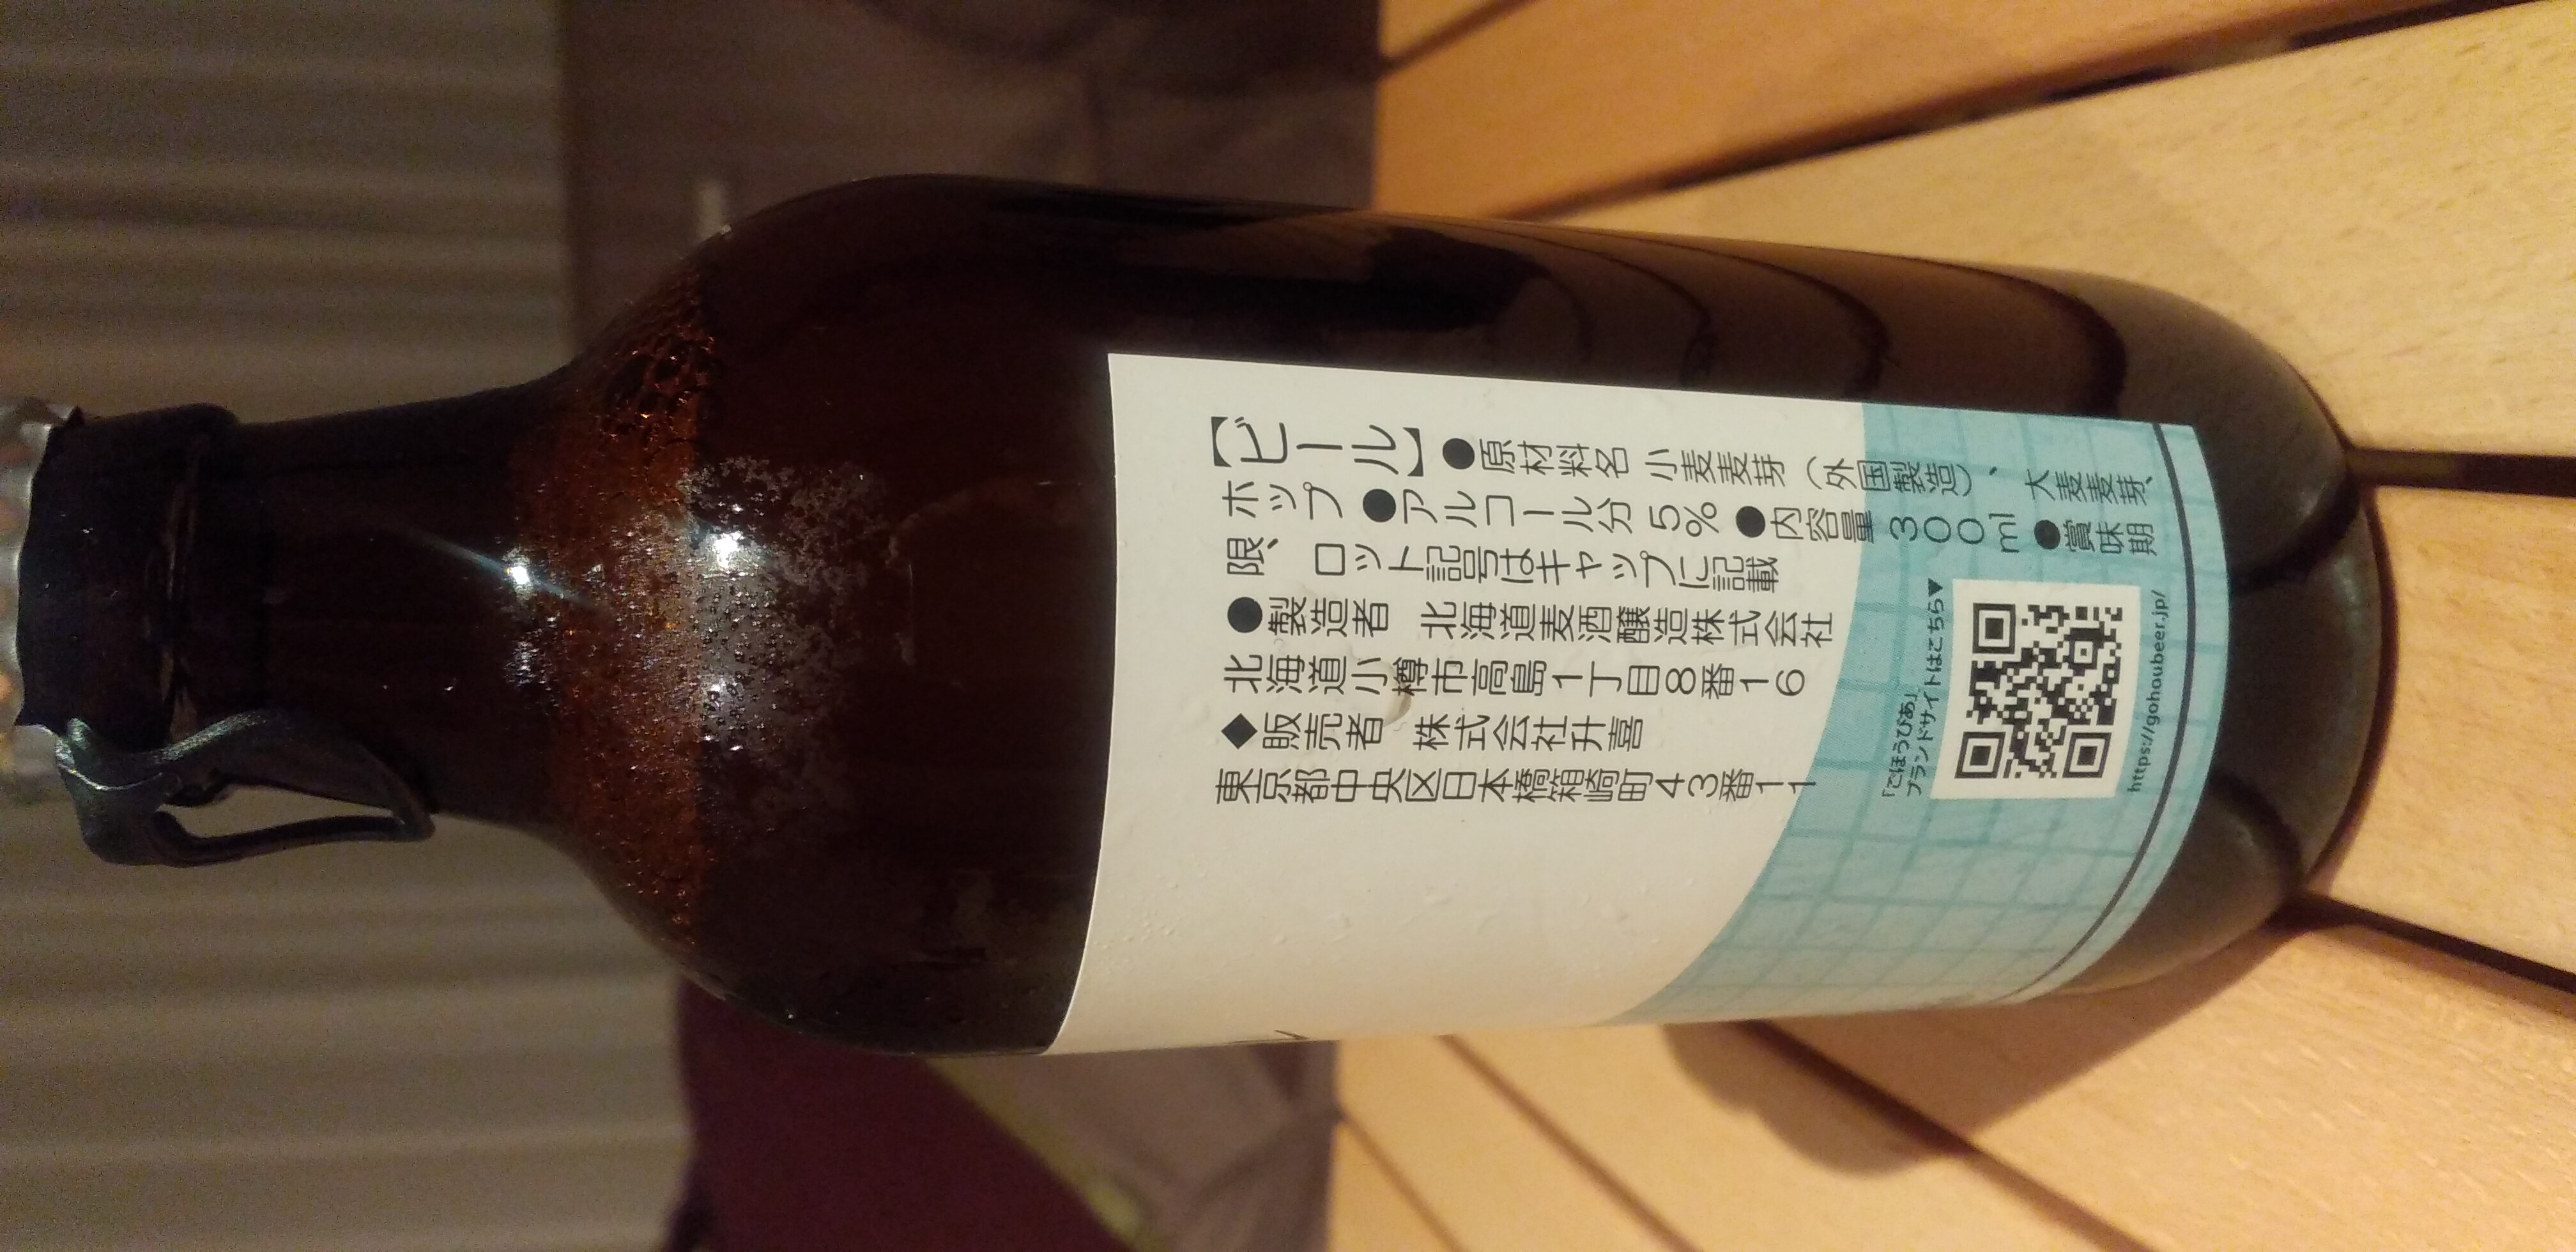 【ビール】●原材料名 小麦麦芽（外国製造）、大麦麦芽、
ホップ ●アルコール分 5% ●内容量 300ml ●賞味期
限、ロット記号はキャップに記載
●製造者 北海道麦酒醸造株式会社
北海道小樽市高島1丁目8番16
◆販売者 株式会社升喜
東京都中央区日本橋箱崎町43番11
「ごほうびぁ」
ブランドサイトはこちら▼
https://gohoubeer.jp/